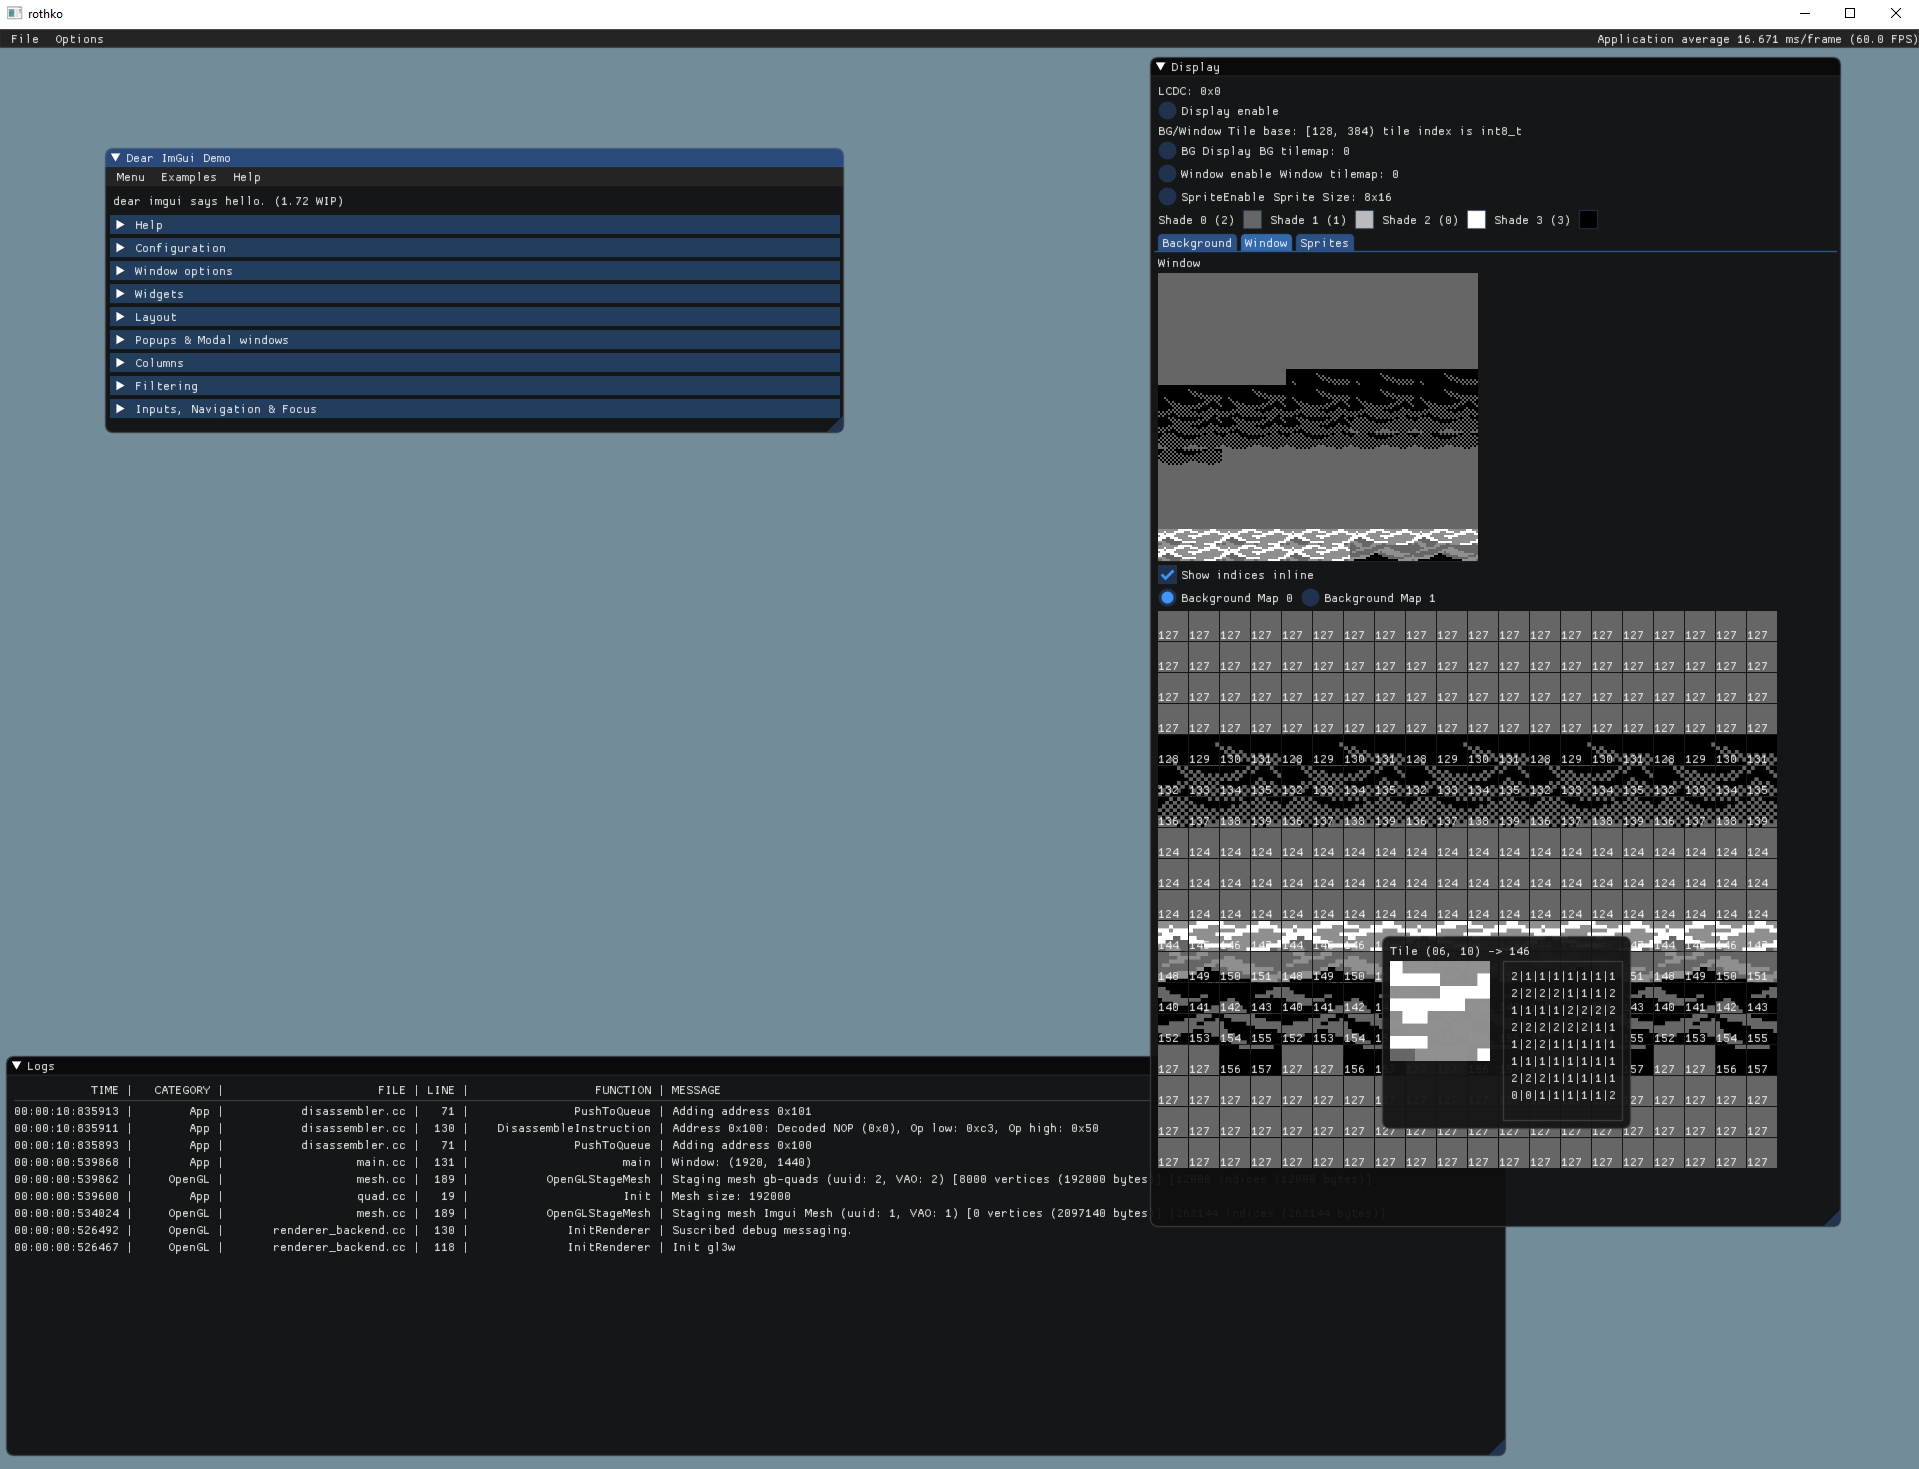 rothko
File Options Application average 16.671 ms/frame (60.0 FPS)
Dear ImGui Demo
Menu Examples Help
dear imgui says hello. (1.72 WIP)
Help
Configuration
Window options
Widgets
Layout
Popups & Modal windows
Columns
Filtering
Inputs, Navigation & Focus
Display
LCDC: 0x0
Display enable
BG/Window Tile base: [128, 384) tile index is int8_t
BG Display BG tilemap: 0
Window enable Window tilemap: 0
SpriteEnable Sprite Size: 8x16
Shade 0 (2) Shade 1 (1) Shade 2 (0) Shade 3 (3)
Background Window Sprites
Window
Show indices inline
Background Map 0 Background Map 1
127 127 127 127 127 127 127 127 127 127 127 127 127 127 127 127 127 127 127 127
127 127 127 127 127 127 127 127 127 127 127 127 127 127 127 127 127 127 127 127
127 127 127 127 127 127 127 127 127 127 127 127 127 127 127 127 127 127 127 127
127 127 127 127 127 127 127 127 127 127 127 127 127 127 127 127 127 127 127 127
128 129 130 131 128 129 130 131 128 129 130 131 128 129 130 131 128 129 130 131
132 133 134 135 132 133 134 135 132 133 134 135 132 133 134 135 132 133 134 135
136 137 138 139 136 137 138 139 136 137 138 139 136 137 138 139 136 137 138 139
124 124 124 124 124 124 124 124 124 124 124 124 124 124 124 124 124 124 124 124
124 124 124 124 124 124 124 124 124 124 124 124 124 124 124 124 124 124 124 124
124 124 124 124 124 124 124 124 124 124 124 124 124 124 124 124 124 124 124 124
144 145 146 147 144 145 146 47 144 145 146 147
148 149 150 151 148 149 150 1 51 148 149 150 151
140 141 142 143 140 141 142 1 43 140 141 142 143
152 153 154 155 152 153 154 1 55 152 153 154 155
127 127 156 157 127 127 156 1 57 127 127 156 157
127 127 127 127 127 127 127 1 27 127 127 127 127
127 127 127 127 127 127 127 127 127 127 127 127 127 127 127 127 127 127 127 127
127 127 127 127 127 127 127 127 127 127 127 127 127 127 127 127 127 127 127 127
Tile (06, 10) -> 146
2|1|1|1|1|1|1|1
2|2|2|2|1|1|1|2
1|1|1|1|2|2|2|2
2|2|2|2|2|2|1|1
1|2|2|1|1|1|1|1
1|1|1|1|1|1|1|1
2|2|2|1|1|1|1|1
0|0|1|1|1|1|1|2
Logs
TIME | CATEGORY | FILE | LINE | FUNCTION | MESSAGE
00:00:10:835913 | App | disassembler.cc | 71 | PushToQueue | Adding address 0x101
00:00:10:835911 | App | disassembler.cc | 130 | DisassembleInstruction | Address 0x100: Decoded NOP (0x0), Op low: 0xc3, Op high: 0x50
00:00:10:835893 | App | disassembler.cc | 71 | PushToQueue | Adding address 0x100
00:00:00:539868 | App | main.cc | 131 | main | Window: (1920, 1440)
00:00:00:539862 | OpenGL | mesh.cc | 189 | OpenGLStageMesh | Staging mesh gb-quads (uuid: 2, VAO: 2) [8000 vertices (192000 bytes)] [12000 indices (12000 bytes)]
00:00:00:539600 | App | quad.cc | 19 | Init | Mesh size: 192000
00:00:00:534024 | OpenGL | mesh.cc | 189 | OpenGLStageMesh | Staging mesh Imgui Mesh (uuid: 1, VAO: 1) [0 vertices (2097140 bytes)] [262144 indices (262144 bytes)]
00:00:00:526492 | OpenGL | renderer_backend.cc | 130 | InitRenderer | Suscribed debug messaging.
00:00:00:526467 | OpenGL | renderer_backend.cc | 118 | InitRenderer | Init gl3w